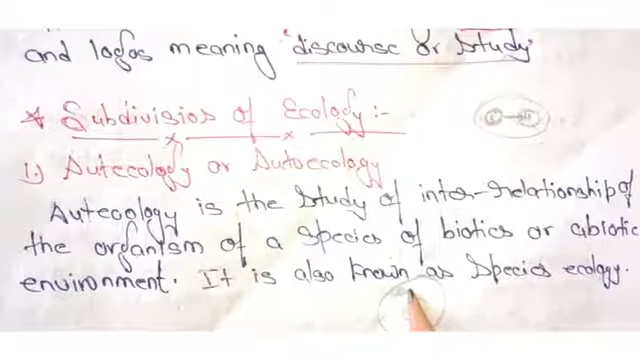 and logos meaning 'discourse or study'
* Subdivision of Ecology:-
1.) Autecology or Autoecology
Autecology is the study of inter-relationship of
the organism of a species of biotics or abiotic
environment. It is also known as species ecology.